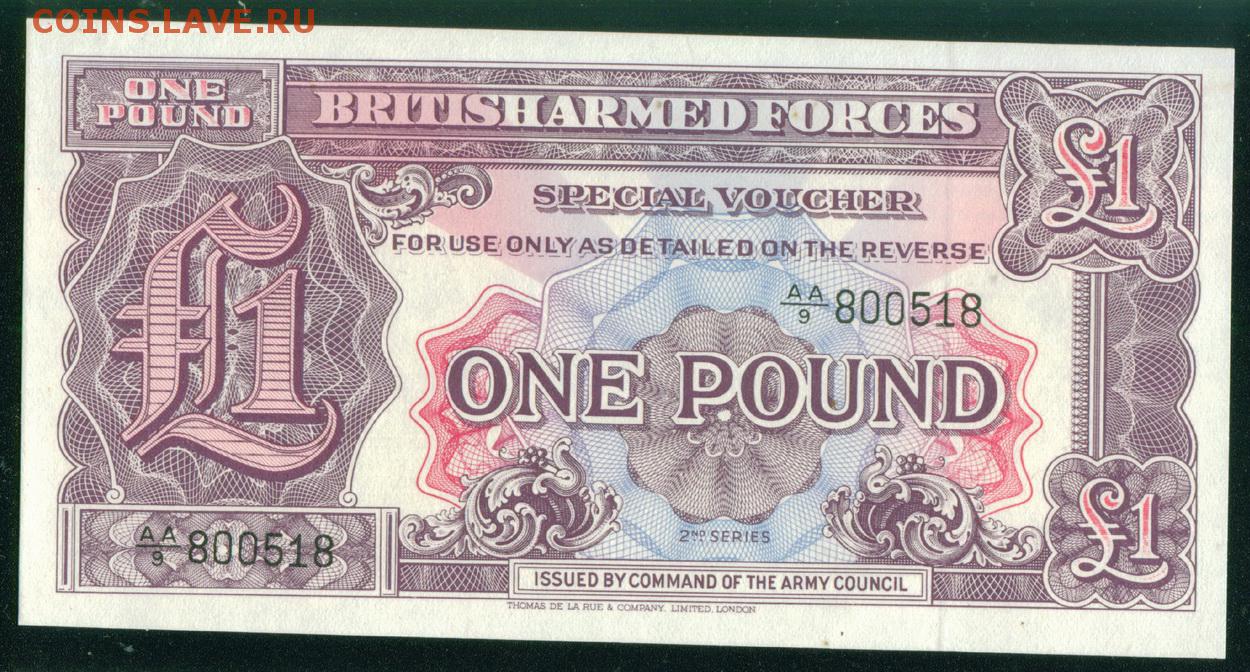 COINS.LAVE.RU
ONE
POUND
BRITISH ARMED FORCES
£1
SPECIAL VOUCHER
FOR USE ONLY AS DETAILED ON THE REVERSE
£1
AA/9 800518
ONE POUND
2ND SERIES
£1
AA/9 800518
ISSUED BY COMMAND OF THE ARMY COUNCIL
THOMAS DE LA RUE & COMPANY, LIMITED, LONDON